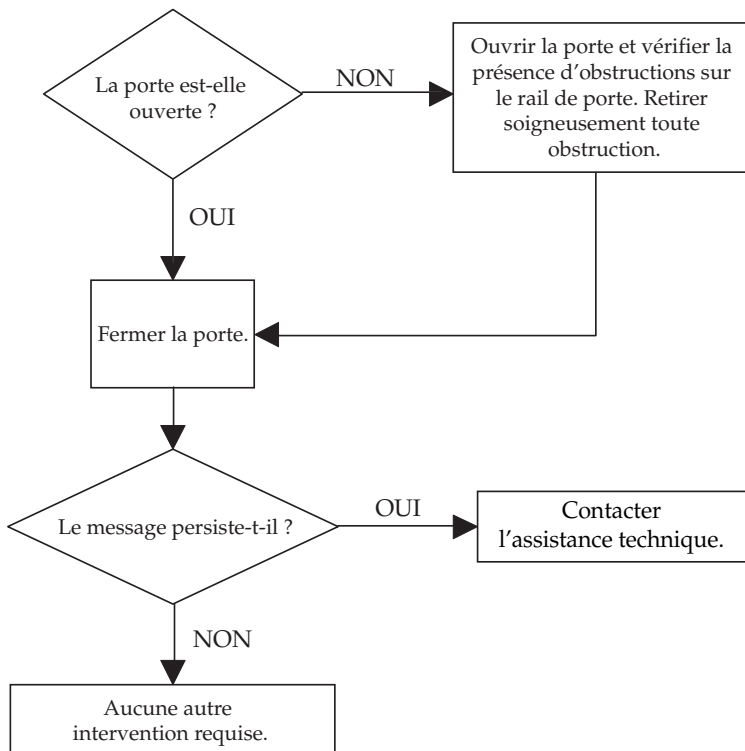 La porte est-elle
ouverte ?
NON
Ouvrir la porte et vérifier la
présence d'obstructions sur
le rail de porte. Retirer
soigneusement toute
obstruction.
OUI
Fermer la porte.
Le message persiste-t-il ?
OUI
Contacter
l'assistance technique.
NON
Aucune autre
intervention requise.